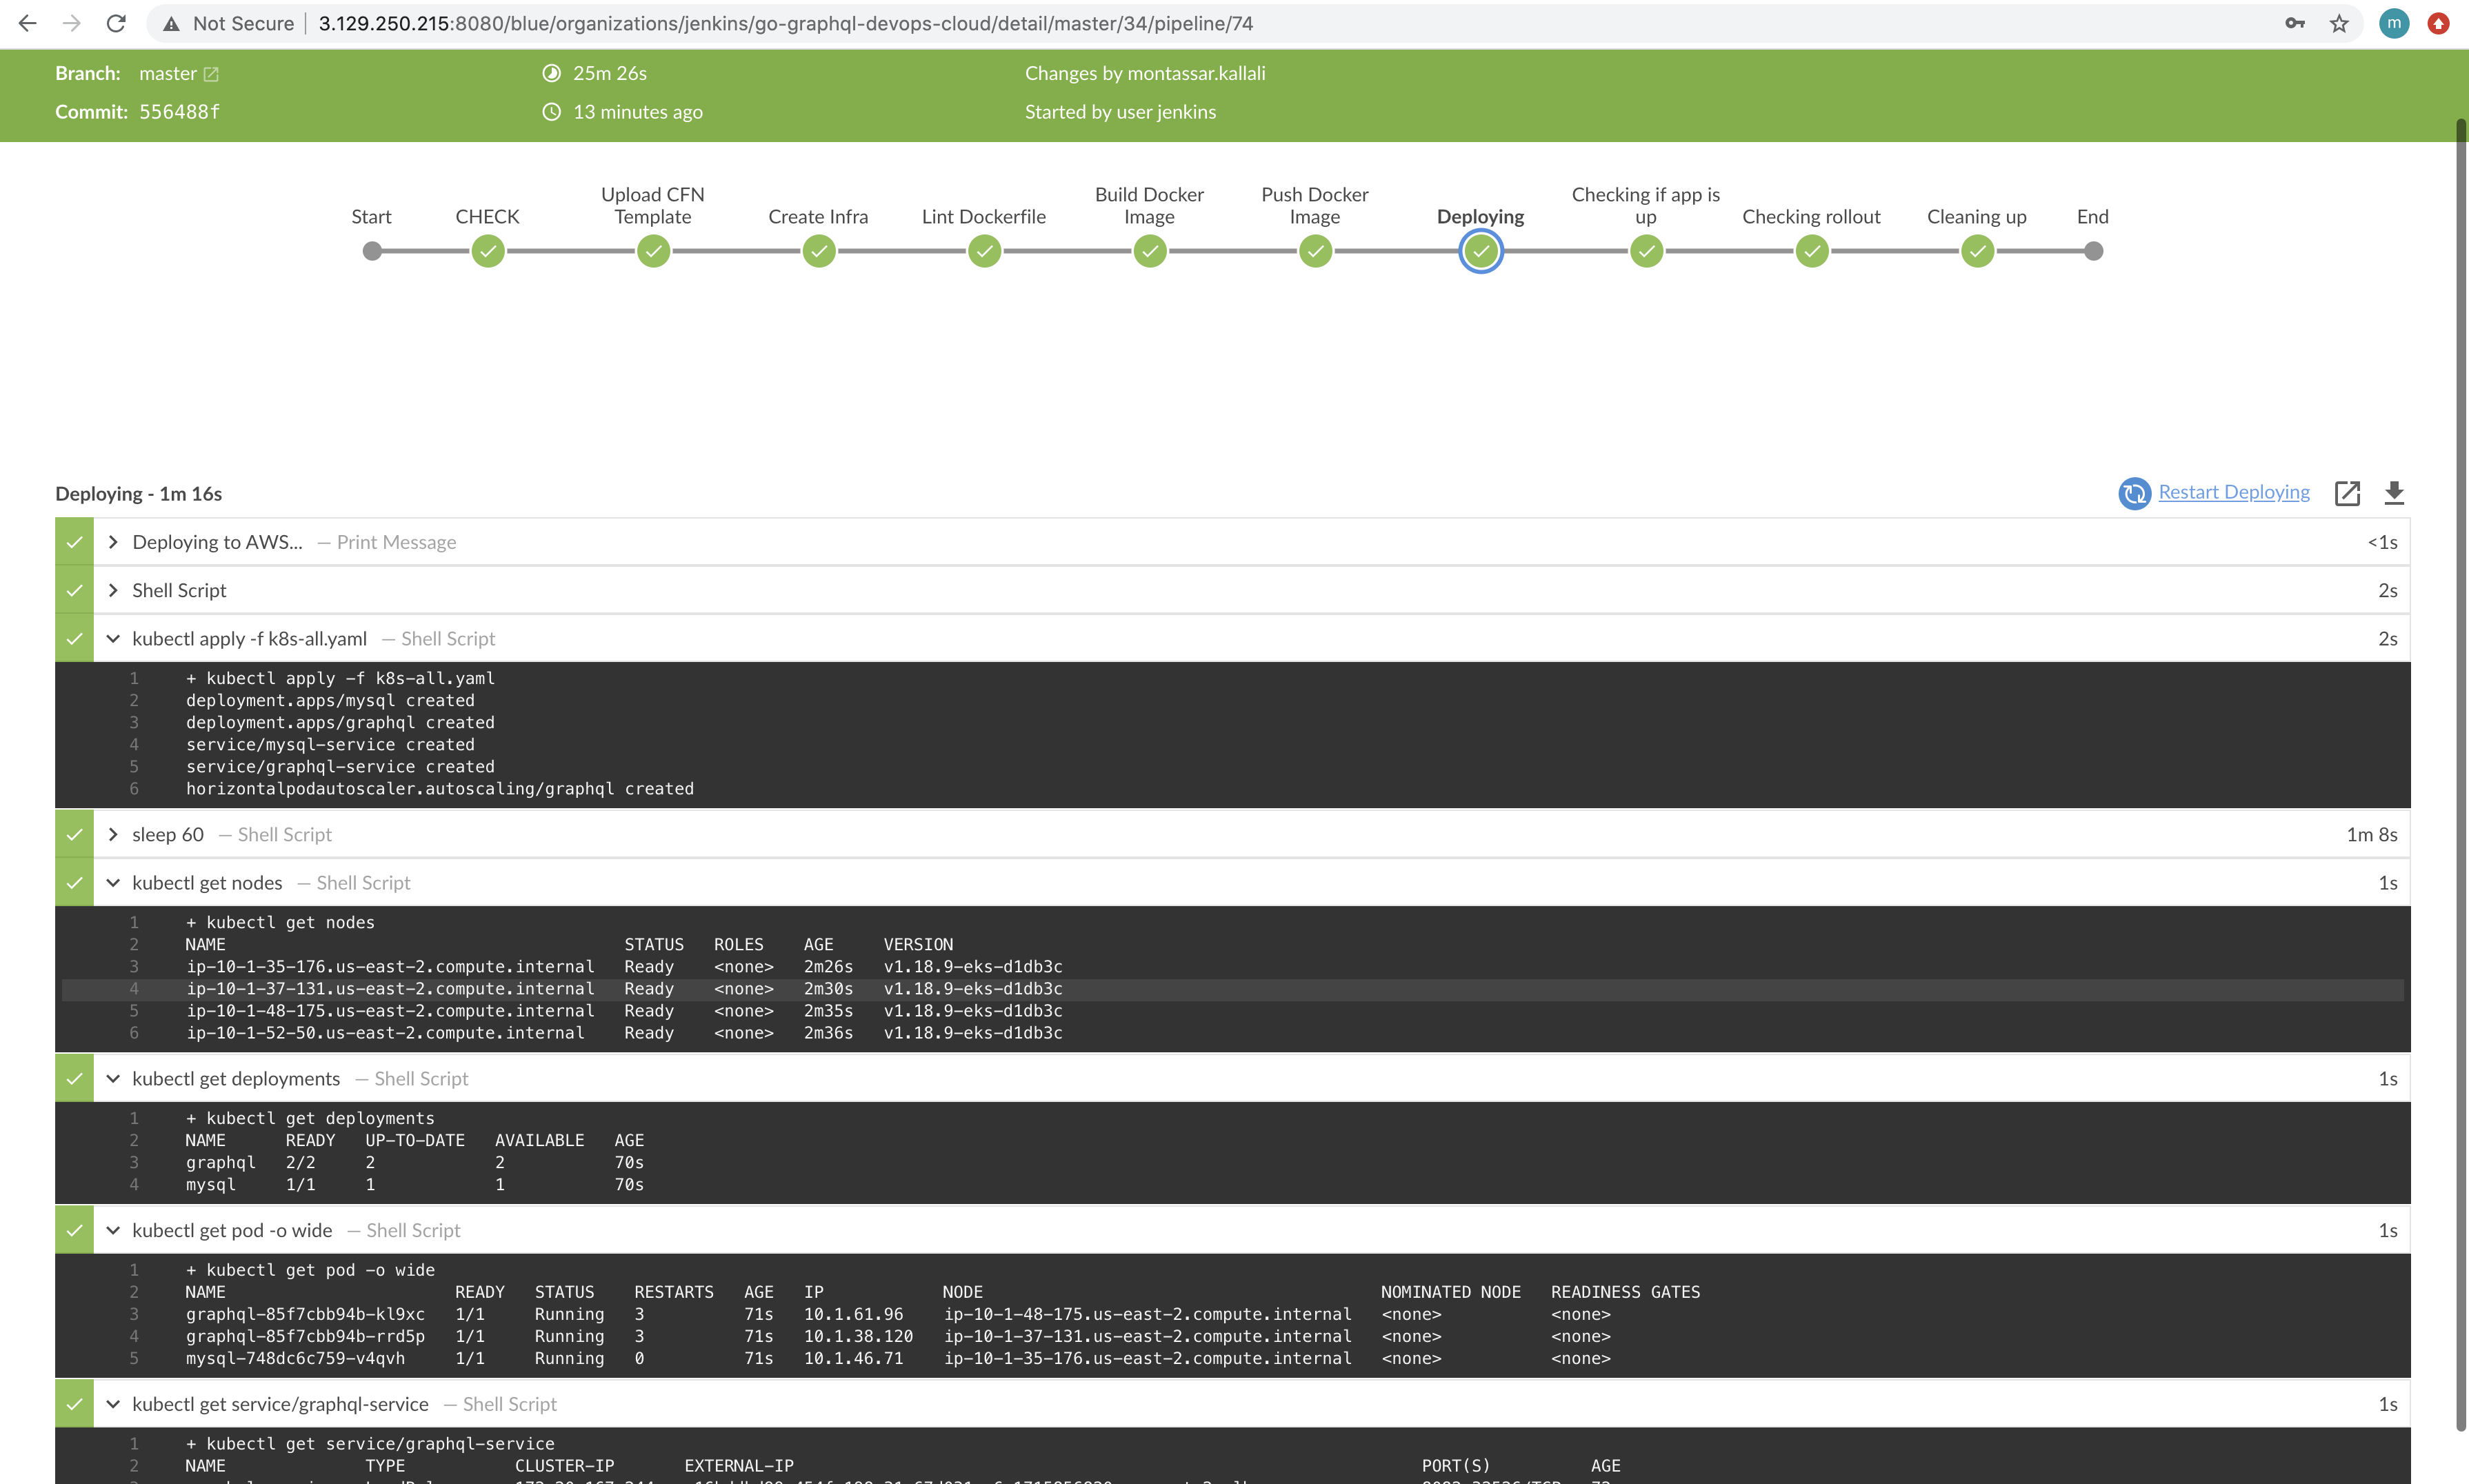 Not Secure 3.129.250.215:8080/blue/organizations/jenkins/go-graphql-devops-cloud/detail/master/34/pipeline/74 m
Branch: master 25m 26s Changes by montassar.kallali
Commit: 556488f 13 minutes ago Started by user jenkins
Start CHECK Upload CFN Template Create Infra Lint Dockerfile Build Docker Image Push Docker Image Deploying Checking if app is up Checking rollout Cleaning up End
Deploying - 1m 16s Restart Deploying
Deploying to AWS... — Print Message <1s
Shell Script 2s
kubectl apply -f k8s-all.yaml — Shell Script 2s
1 + kubectl apply -f k8s-all.yaml
2 deployment.apps/mysql created
3 deployment.apps/graphql created
4 service/mysql-service created
5 service/graphql-service created
6 horizontalpodautoscaler.autoscaling/graphql created
sleep 60 — Shell Script 1m 8s
kubectl get nodes — Shell Script 1s
1 + kubectl get nodes
2 NAME STATUS ROLES AGE VERSION
3 ip-10-1-35-176.us-east-2.compute.internal Ready <none> 2m26s v1.18.9-eks-d1db3c
4 ip-10-1-37-131.us-east-2.compute.internal Ready <none> 2m30s v1.18.9-eks-d1db3c
5 ip-10-1-48-175.us-east-2.compute.internal Ready <none> 2m35s v1.18.9-eks-d1db3c
6 ip-10-1-52-50.us-east-2.compute.internal Ready <none> 2m36s v1.18.9-eks-d1db3c
kubectl get deployments — Shell Script 1s
1 + kubectl get deployments
2 NAME READY UP-TO-DATE AVAILABLE AGE
3 graphql 2/2 2 2 70s
4 mysql 1/1 1 1 70s
kubectl get pod -o wide — Shell Script 1s
1 + kubectl get pod -o wide
2 NAME READY STATUS RESTARTS AGE IP NODE NOMINATED NODE READINESS GATES
3 graphql-85f7cbb94b-kl9xc 1/1 Running 3 71s 10.1.61.96 ip-10-1-48-175.us-east-2.compute.internal <none> <none>
4 graphql-85f7cbb94b-rrd5p 1/1 Running 3 71s 10.1.38.120 ip-10-1-37-131.us-east-2.compute.internal <none> <none>
5 mysql-748dc6c759-v4qvh 1/1 Running 0 71s 10.1.46.71 ip-10-1-35-176.us-east-2.compute.internal <none> <none>
kubectl get service/graphql-service — Shell Script 1s
1 + kubectl get service/graphql-service
2 NAME TYPE CLUSTER-IP EXTERNAL-IP PORT(S) AGE